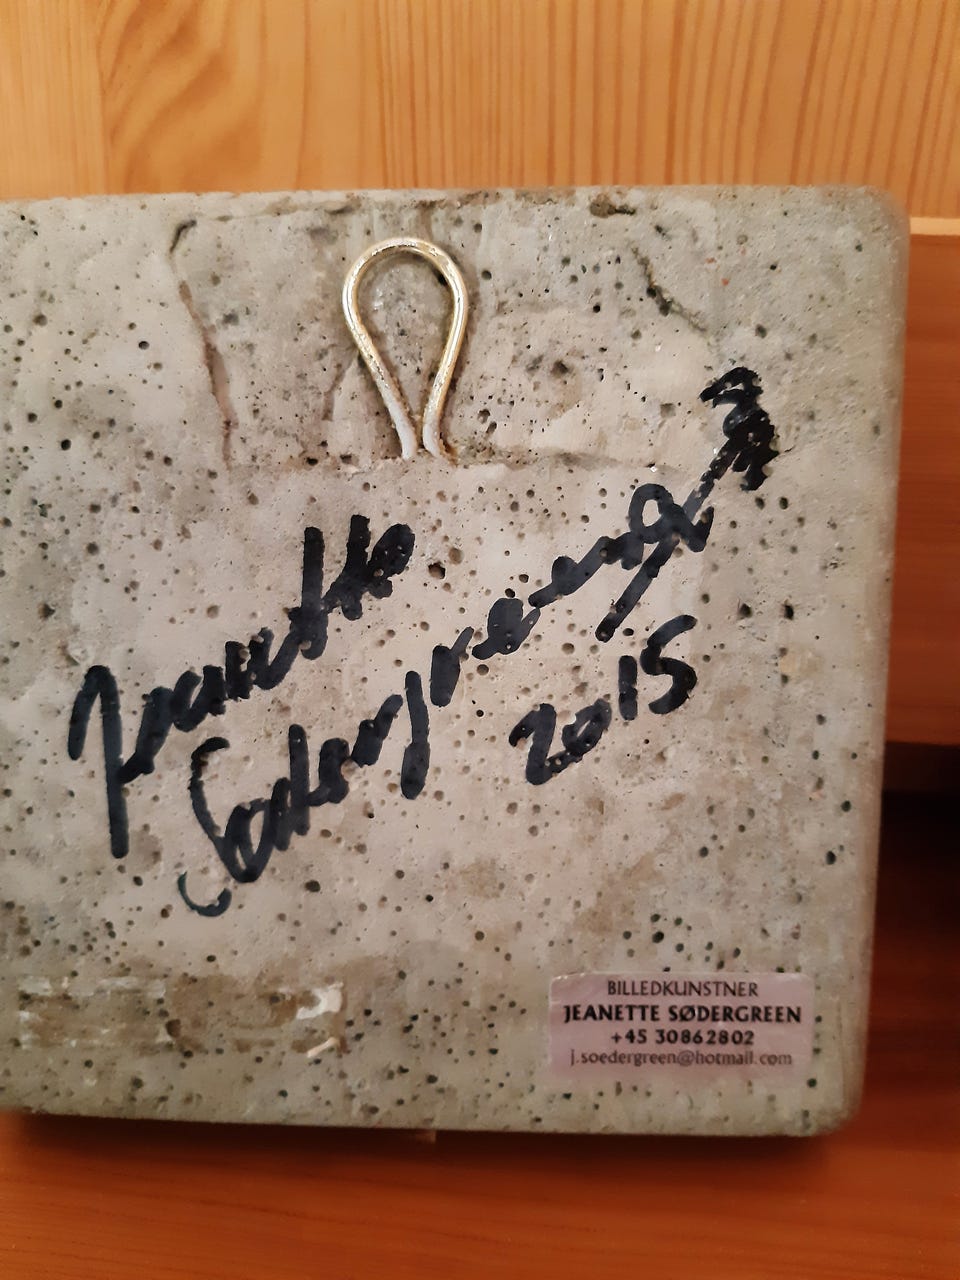 Jeanette
Sødergreen
2015
BILLEDKUNSTNER
JEANETTE SØDERGREEN
+45 30862802
j.soedergreen@hotmail.com